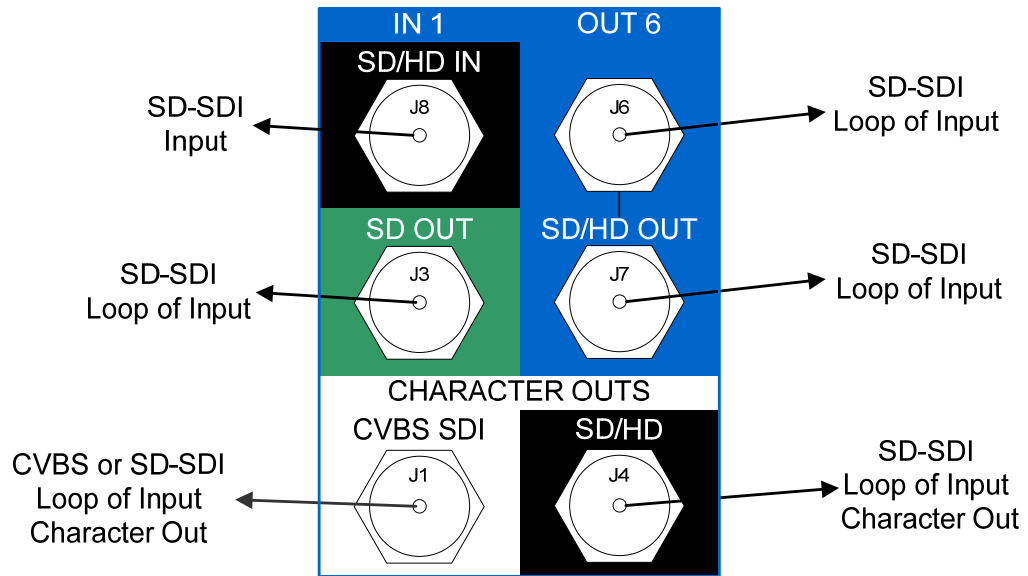 IN 1
OUT 6
SD/HD IN
J8
J6
SD-SDI
Input
SD-SDI
Loop of Input
SD OUT
SD/HD OUT
J3
J7
SD-SDI
Loop of Input
SD-SDI
Loop of Input
CHARACTER OUTS
CVBS SDI
SD/HD
J1
J4
CVBS or SD-SDI
Loop of Input
Character Out
SD-SDI
Loop of Input
Character Out